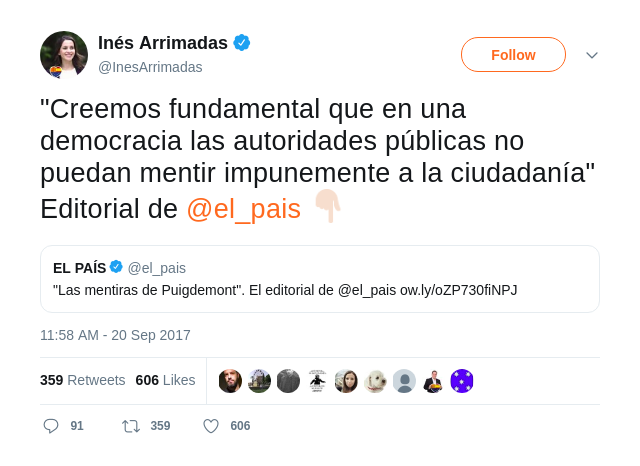 Inés Arrimadas
@InesArrimadas
Follow
"Creemos fundamental que en una
democracia las autoridades públicas no
puedan mentir impunemente a la ciudadanía"
Editorial de @el_pais 👇🏻
EL PAÍS @el_pais
"Las mentiras de Puigdemont". El editorial de @el_pais ow.ly/oZP730fiNPJ
11:58 AM - 20 Sep 2017
359 Retweets 606 Likes
91 359 606